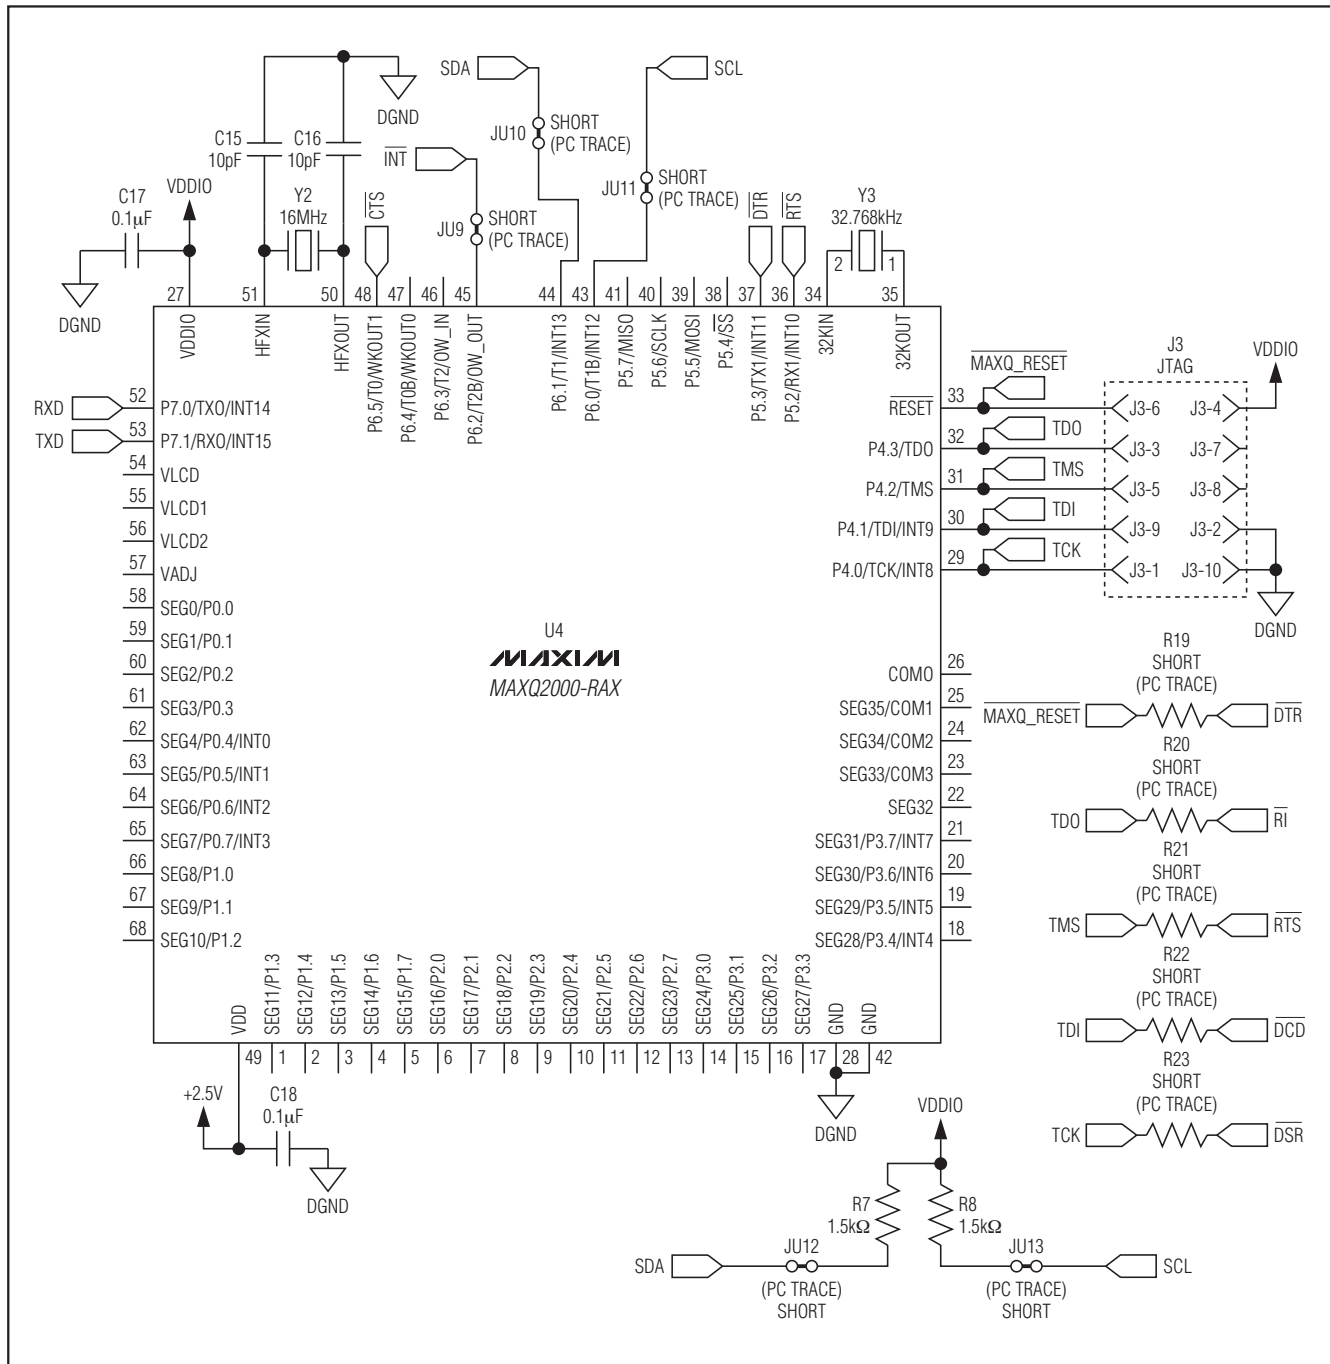 SDA
SCL
DGND
C15
10pF
C16
10pF
JU10
SHORT
(PC TRACE)
INT
JU11
SHORT
(PC TRACE)
C17
0.1μF
VDDIO
Y2
16MHz
CTS
JU9
SHORT
(PC TRACE)
DTR
RTS
Y3
32.768kHz
2
1
DGND
27
51
50
48
47
46
45
44
43
41
40
39
38
37
36
34
35
VDDIO
HFXIN
HFXOUT
P6.5/T0/WKOUT1
P6.4/T0B/WKOUT0
P6.3/T2/OW_IN
P6.2/T2B/OW_OUT
P6.1/T1/INT13
P6.0/T1B/INT12
P5.7/MISO
P5.6/SCLK
P5.5/MOSI
P5.4/SS
P5.3/TX1/INT11
P5.2/RX1/INT10
32KIN
32KOUT
RXD
52
P7.0/TXO/INT14
TXD
53
P7.1/RXO/INT15
54
VLCD
55
VLCD1
56
VLCD2
57
VADJ
58
SEG0/P0.0
59
SEG1/P0.1
60
SEG2/P0.2
61
SEG3/P0.3
62
SEG4/P0.4/INT0
63
SEG5/P0.5/INT1
64
SEG6/P0.6/INT2
65
SEG7/P0.7/INT3
66
SEG8/P1.0
67
SEG9/P1.1
68
SEG10/P1.2
U4
MAXIM
MAXQ2000-RAX
MAXQ_RESET
J3
JTAG
VDDIO
RESET
33
J3-6
J3-4
TDO
P4.3/TDO
32
J3-3
J3-7
TMS
P4.2/TMS
31
J3-5
J3-8
TDI
P4.1/TDI/INT9
30
J3-9
J3-2
TCK
P4.0/TCK/INT8
29
J3-1
J3-10
DGND
COMO
26
SEG35/COM1
25
SEG34/COM2
24
SEG33/COM3
23
SEG32
22
SEG31/P3.7/INT7
21
SEG30/P3.6/INT6
20
SEG29/P3.5/INT5
19
SEG28/P3.4/INT4
18
R19
SHORT
(PC TRACE)
MAXQ_RESET
DTR
R20
SHORT
(PC TRACE)
TDO
RI
R21
SHORT
(PC TRACE)
TMS
RTS
R22
SHORT
(PC TRACE)
TDI
DCD
R23
SHORT
(PC TRACE)
TCK
DSR
VDD
SEG11/P1.3
SEG12/P1.4
SEG13/P1.5
SEG14/P1.6
SEG15/P1.7
SEG16/P2.0
SEG17/P2.1
SEG18/P2.2
SEG19/P2.3
SEG20/P2.4
SEG21/P2.5
SEG22/P2.6
SEG23/P2.7
SEG24/P3.0
SEG25/P3.1
SEG26/P3.2
SEG27/P3.3
GND
GND
49
1
2
3
4
5
6
7
8
9
10
11
12
13
14
15
16
17
28
42
+2.5V
C18
0.1μF
DGND
DGND
VDDIO
R7
1.5kΩ
R8
1.5kΩ
SDA
JU12
(PC TRACE)
SHORT
JU13
(PC TRACE)
SHORT
SCL